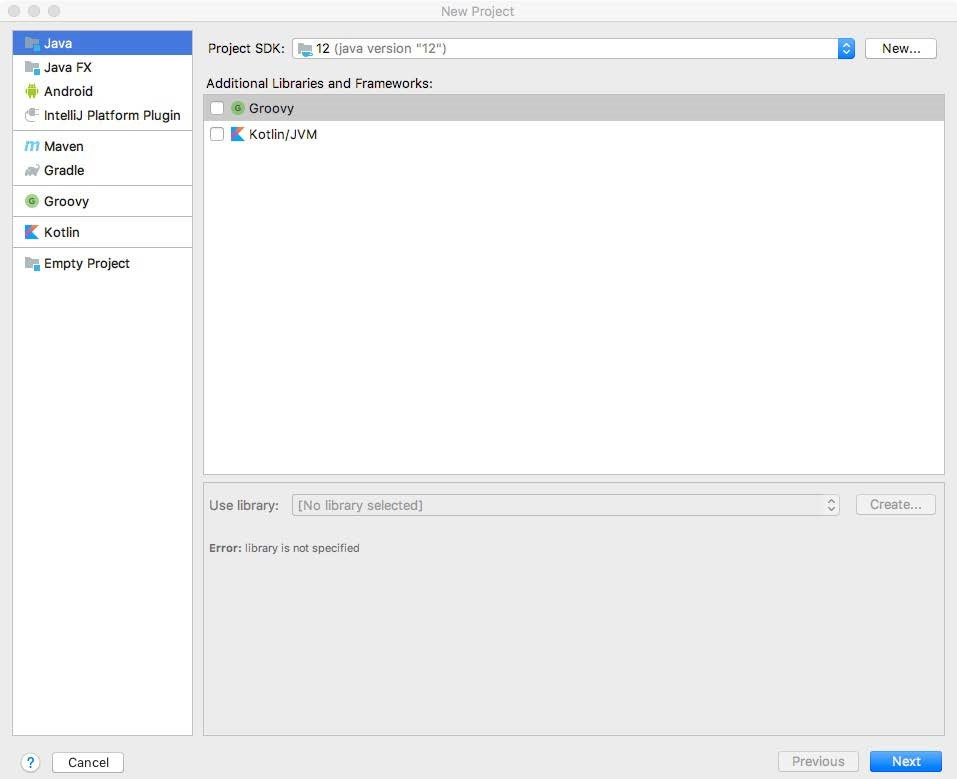 New Project
Java
Java FX
Android
IntelliJ Platform Plugin
Maven
Gradle
Groovy
Kotlin
Empty Project
Project SDK: 12 (java version "12") New...
Additional Libraries and Frameworks:
G Groovy
Kotlin/JVM
Use library: [No library selected] Create...
Error: library is not specified
? Cancel Previous Next